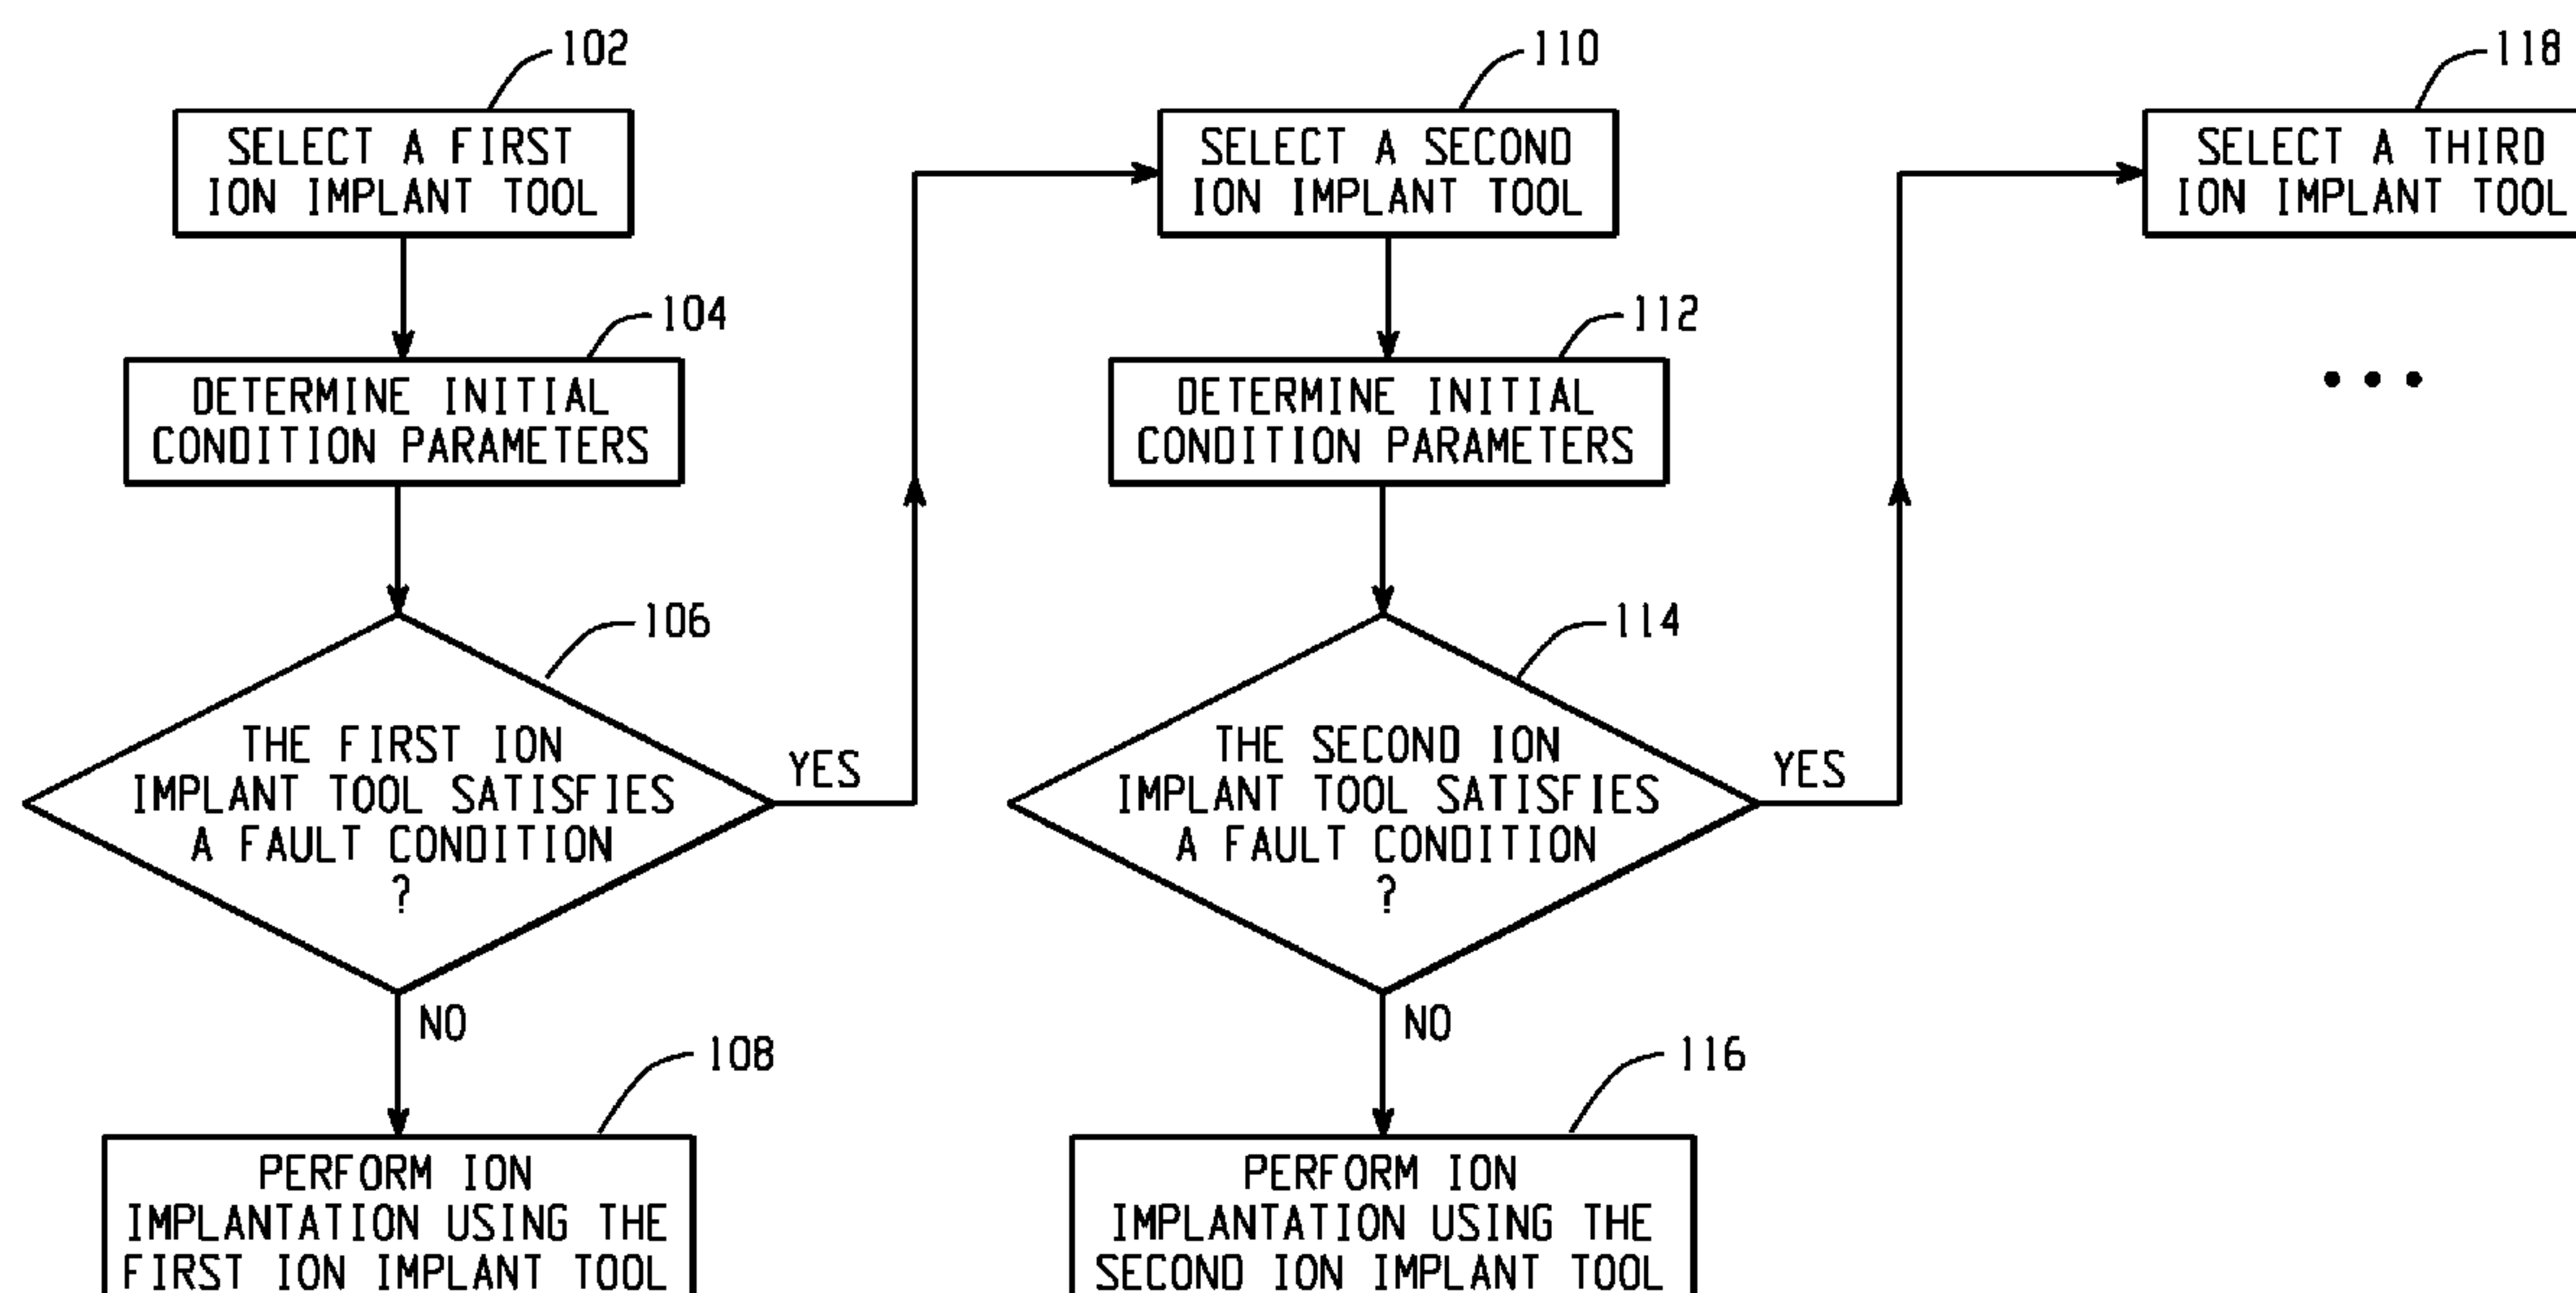 102
SELECT A FIRST
ION IMPLANT TOOL
104
DETERMINE INITIAL
CONDITION PARAMETERS
106
THE FIRST ION
IMPLANT TOOL SATISFIES
A FAULT CONDITION
?
YES
NO
108
PERFORM ION
IMPLANTATION USING THE
FIRST ION IMPLANT TOOL
110
SELECT A SECOND
ION IMPLANT TOOL
112
DETERMINE INITIAL
CONDITION PARAMETERS
114
THE SECOND ION
IMPLANT TOOL SATISFIES
A FAULT CONDITION
?
YES
NO
116
PERFORM ION
IMPLANTATION USING THE
SECOND ION IMPLANT TOOL
118
SELECT A THIRD
ION IMPLANT TOOL
• • •